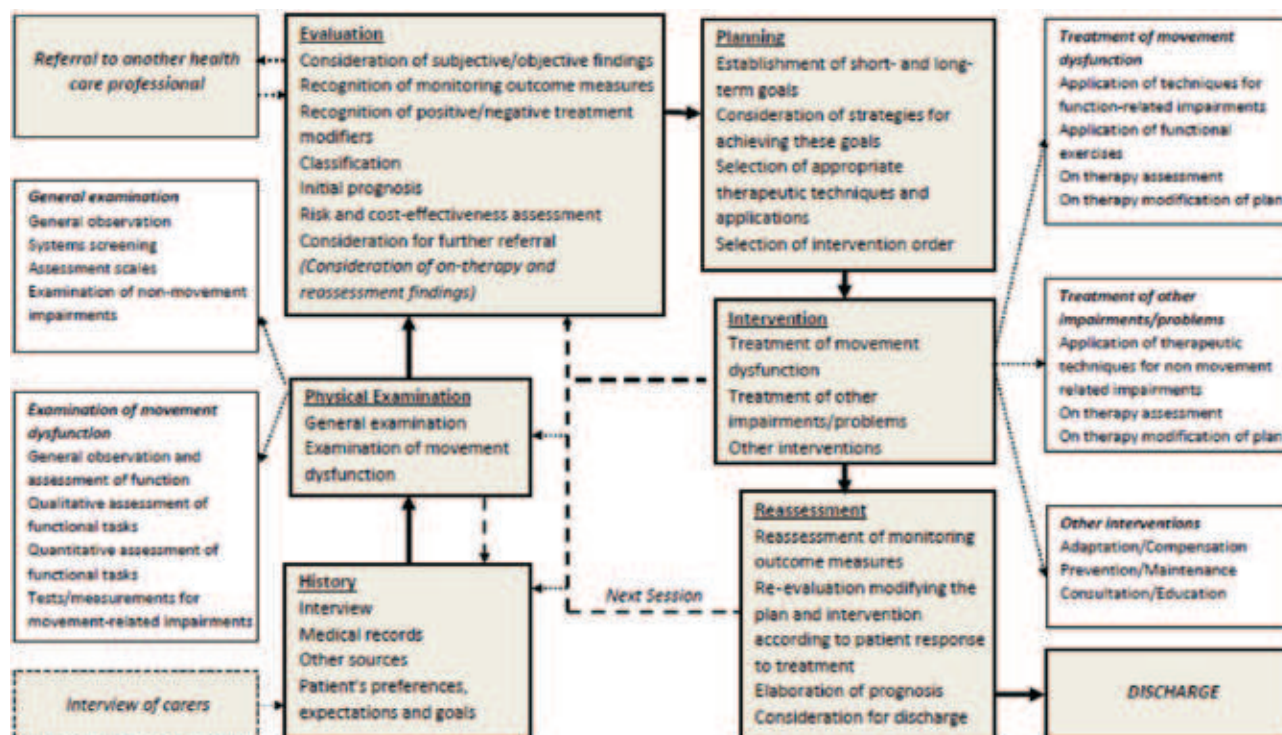 Referral to another health
care professional
General examination
General observation
Systems screening
Assessment scales
Examination of non-movement
impairments
Examination of movement
dysfunction
General observation and
assessment of function
Qualitative assessment of
functional tasks
Quantitative assessment of
functional tasks
Tests/measurements for
movement-related impairments
Interview of carers
Evaluation
Consideration of subjective/objective findings
Recognition of monitoring outcome measures
Recognition of positive/negative treatment
modifiers
Classification
Initial prognosis
Risk and cost-effectiveness assessment
Consideration for further referral
(Consideration of on-therapy and
reassessment findings)
Physical Examination
General examination
Examination of movement
dysfunction
History
Interview
Medical records
Other sources
Patient's preferences,
expectations and goals
Next Session
Planning
Establishment of short- and long-
term goals
Consideration of strategies for
achieving these goals
Selection of appropriate
therapeutic techniques and
applications
Selection of intervention order
Intervention
Treatment of movement
dysfunction
Treatment of other
impairments/problems
Other interventions
Reassessment
Reassessment of monitoring
outcome measures
Re-evaluation modifying the
plan and intervention
according to patient response
to treatment
Elaboration of prognosis
Consideration for discharge
Treatment of movement
dysfunction
Application of techniques for
function-related impairments
Application of functional
exercises
On therapy assessment
On therapy modification of plan
Treatment of other
impairments/problems
Application of therapeutic
techniques for non movement
related impairments
On therapy assessment
On therapy modification of plan
Other interventions
Adaptation/Compensation
Prevention/Maintenance
Consultation/Education
DISCHARGE